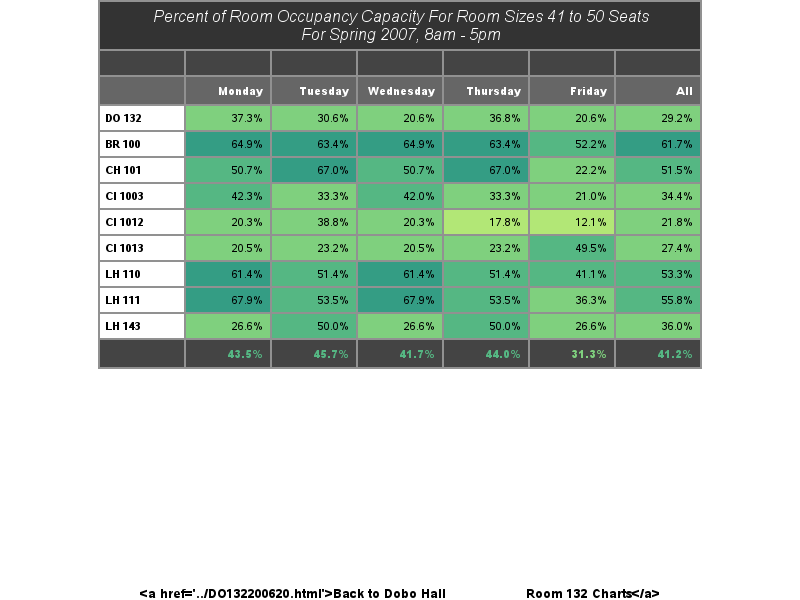 Percent of Room Occupancy Capacity For Room Sizes 41 to 50 Seats
For Spring 2007, 8am - 5pm
Monday Tuesday Wednesday Thursday Friday All
DO 132 37.3% 30.6% 20.6% 36.8% 20.6% 29.2%
BR 100 64.9% 63.4% 64.9% 63.4% 52.2% 61.7%
CH 101 50.7% 67.0% 50.7% 67.0% 22.2% 51.5%
CI 1003 42.3% 33.3% 42.0% 33.3% 21.0% 34.4%
CI 1012 20.3% 38.8% 20.3% 17.8% 12.1% 21.8%
CI 1013 20.5% 23.2% 20.5% 23.2% 49.5% 27.4%
LH 110 61.4% 51.4% 61.4% 51.4% 41.1% 53.3%
LH 111 67.9% 53.5% 67.9% 53.5% 36.3% 55.8%
LH 143 26.6% 50.0% 26.6% 50.0% 26.6% 36.0%
43.5% 45.7% 41.7% 44.0% 31.3% 41.2%
<a href='../DO132200620.html'>Back to Dobo Hall Room 132 Charts</a>